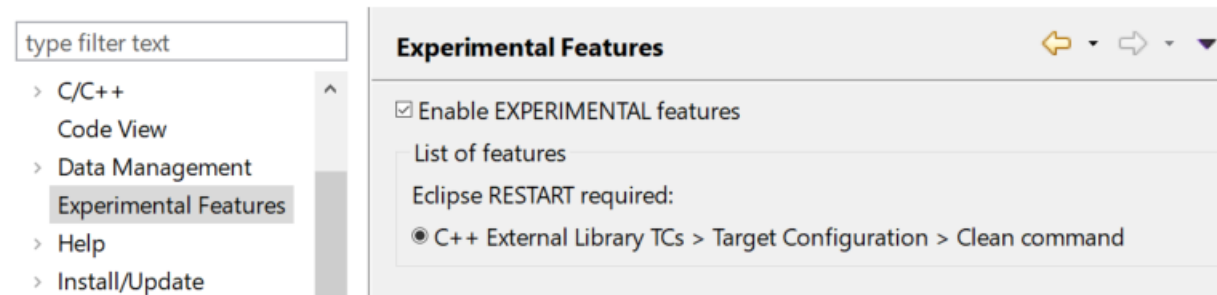 type filter text
C/C++
Code View
Data Management
Experimental Features
Help
Install/Update
Experimental Features
Enable EXPERIMENTAL features
List of features
Eclipse RESTART required:
C++ External Library TCs > Target Configuration > Clean command